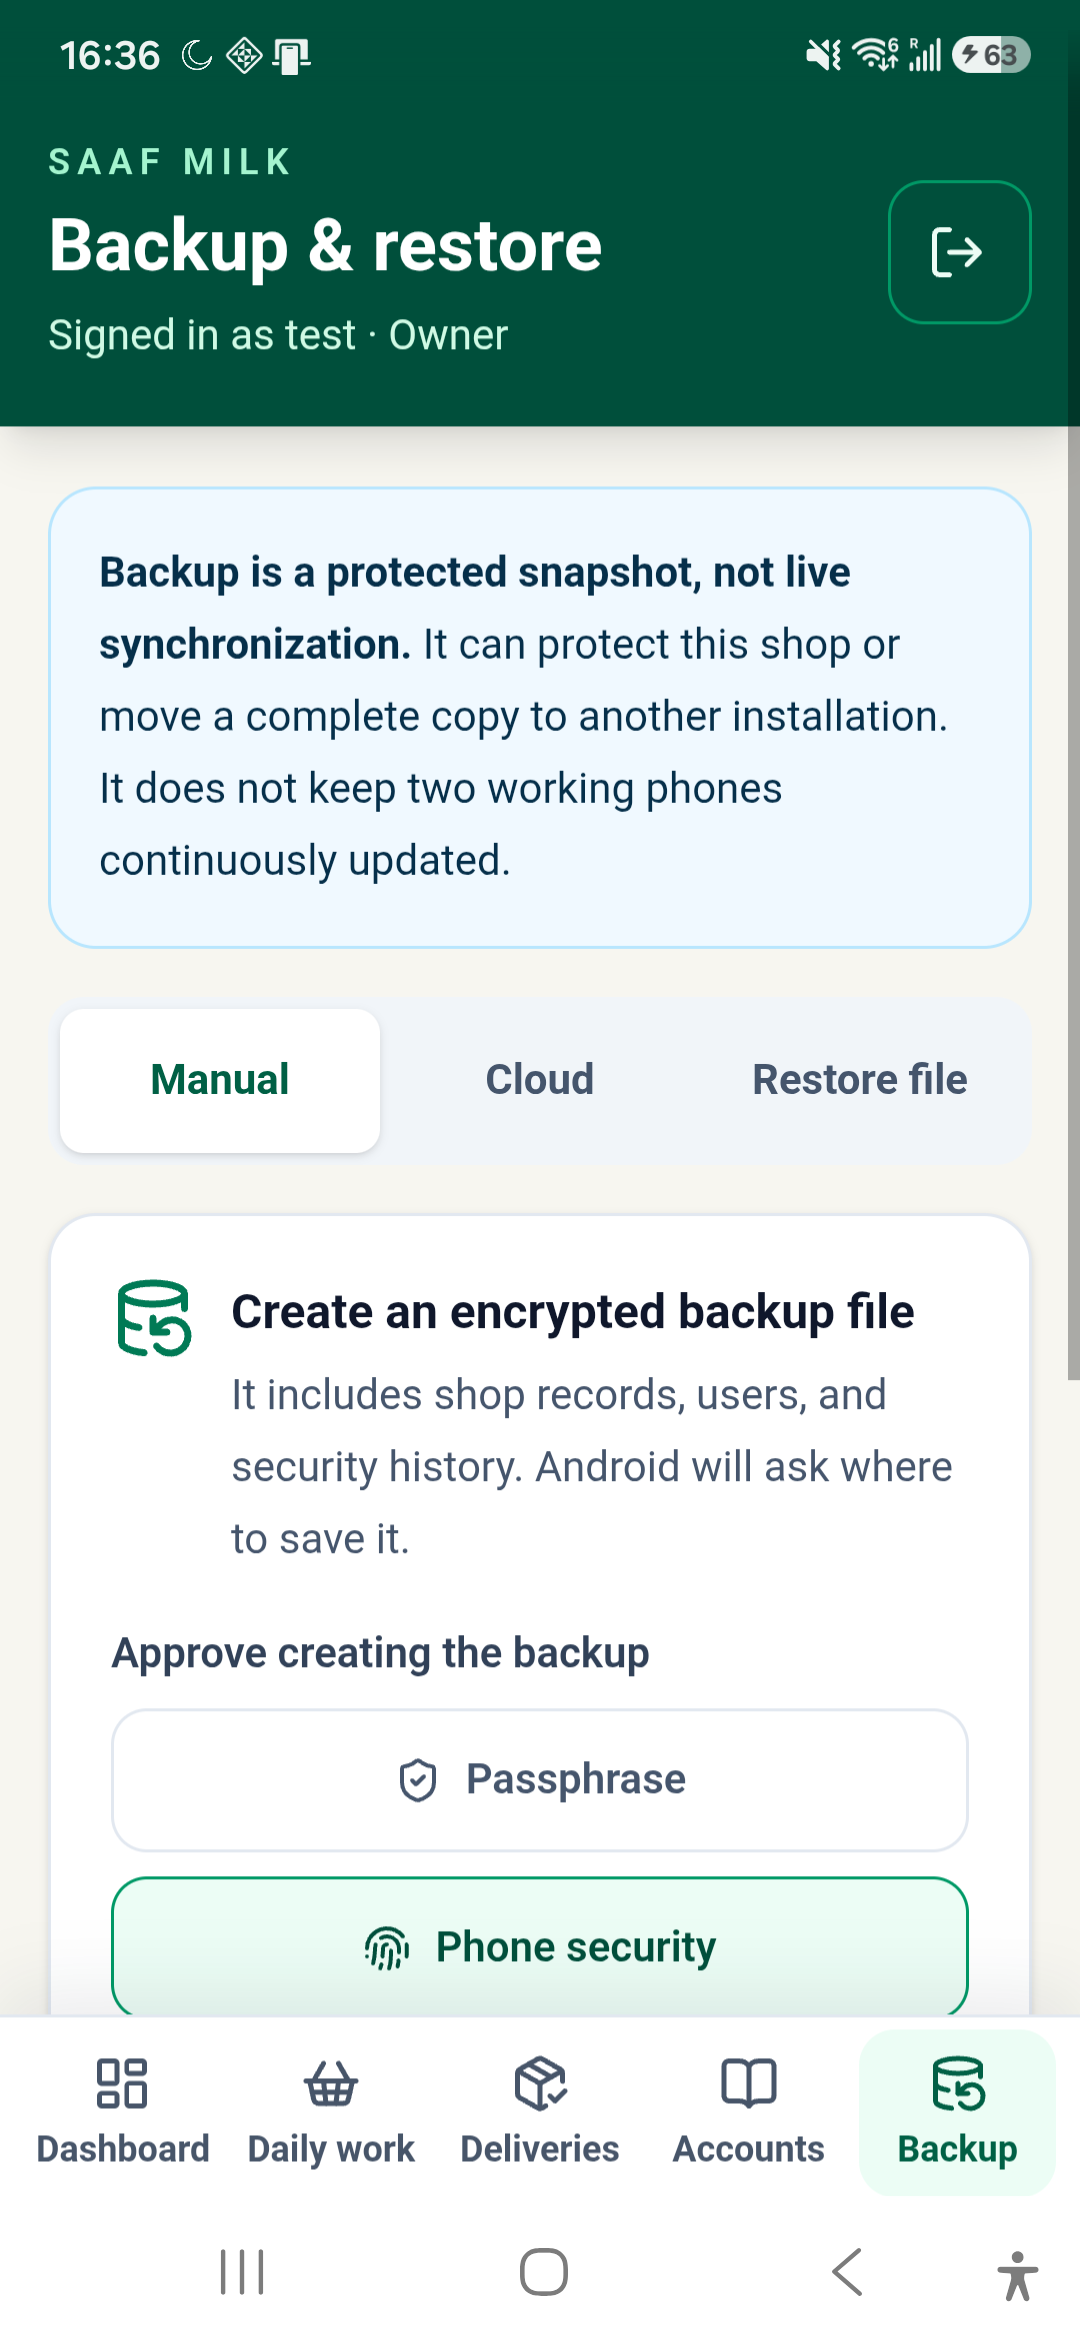 16:36
6
R
63
SAAF MILK
Backup & restore
Signed in as test · Owner
Backup is a protected snapshot, not live
synchronization. It can protect this shop or
move a complete copy to another installation.
It does not keep two working phones
continuously updated.
Manual
Cloud
Restore file
Create an encrypted backup file
It includes shop records, users, and
security history. Android will ask where
to save it.
Approve creating the backup
Passphrase
Phone security
Dashboard
Daily work
Deliveries
Accounts
Backup